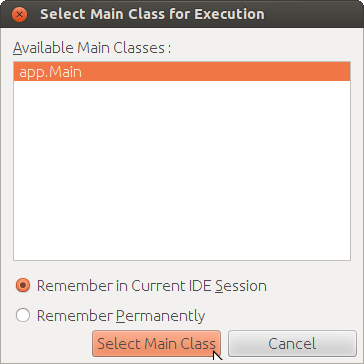 Select Main Class for Execution
Available Main Classes :
app.Main
Remember in Current IDE Session
Remember Permanently
Select Main Class
Cancel